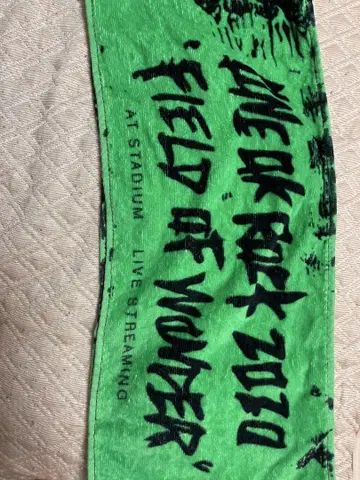 ONE OK ROCK 2020
"FIELD OF WONDER"
AT STADIUM LIVE STREAMING